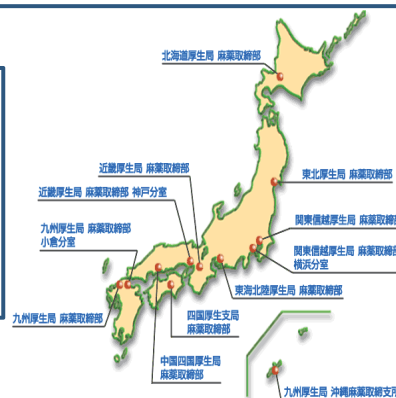 北海道厚生局 麻薬取締部
近畿厚生局 麻薬取締部
東北厚生局 麻薬取締部
近畿厚生局 麻薬取締部 神戸分室
関東信越厚生局 麻薬取締部
九州厚生局 麻薬取締部
小倉分室
関東信越厚生局 麻薬取締部
横浜分室
東海北陸厚生局 麻薬取締部
九州厚生局 麻薬取締部
四国厚生支局
麻薬取締部
中国四国厚生局
麻薬取締部
九州厚生局 沖縄麻薬取締支所